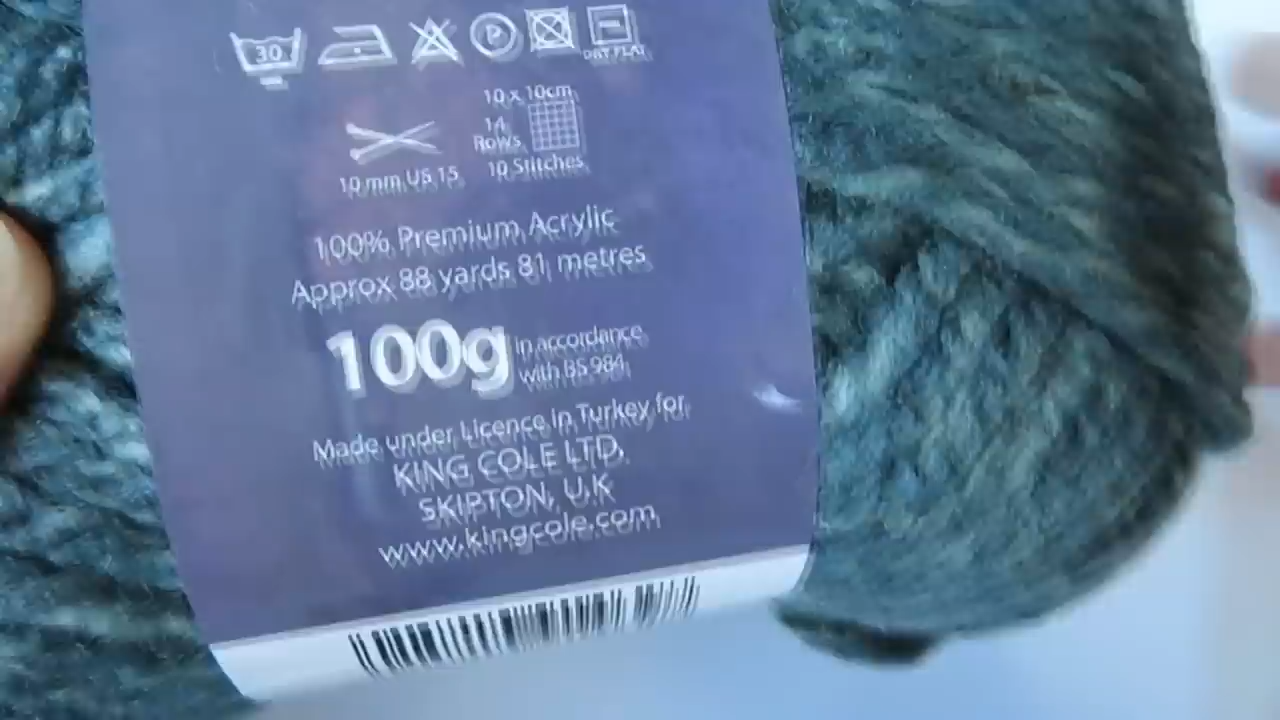 30
P
DRY FLAT
10 x 10cm
14
Rows
10 mm US 15
10 Stitches
100% Premium Acrylic
Approx 88 yards 81 metres
100g
In accordance
with BS 984
Made under Licence in Turkey for
KING COLE LTD.
SKIPTON, U.K
www.kingcole.com